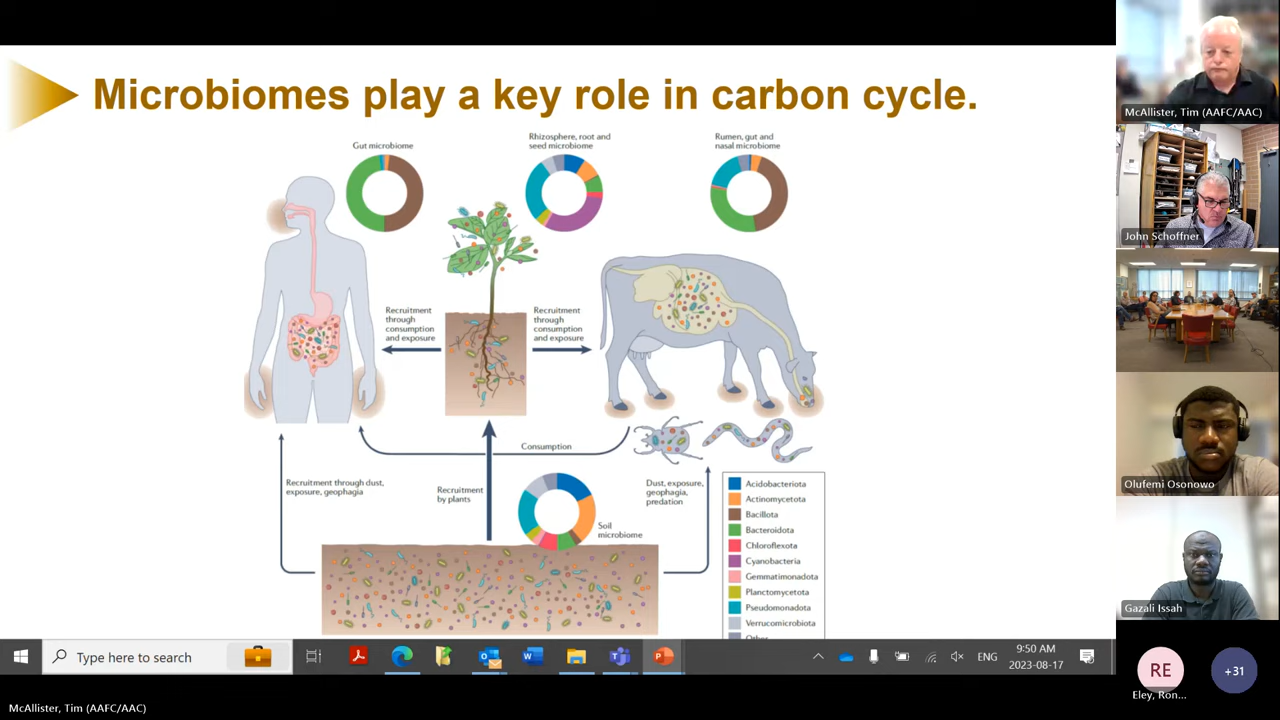 Microbiomes play a key role in carbon cycle.
Gut microbiome
Rhizosphere, root and
seed microbiome
Rumen, gut and
nasal microbiome
Recruitment
through
consumption
and exposure
Recruitment
through
consumption
and exposure
Consumption
Recruitment through dust,
exposure, geophagia
Recruitment
by plants
Dust, exposure,
geophagia,
predation
Soil
microbiome
Acidobacteriota
Actinomycetota
Bacillota
Bacteroidota
Chloroflexota
Cyanobacteria
Gemmatimonadota
Planctomycetota
Pseudomonadota
Verrucomicrobiota
Other
Type here to search
ENG
9:50 AM
2023-08-17
McAllister, Tim (AAFC/AAC)
McAllister, Tim (AAFC/AAC)
John Schoffner
Olufemi Osonowo
Gazali Issah
RE
Eley, Ron...
+31